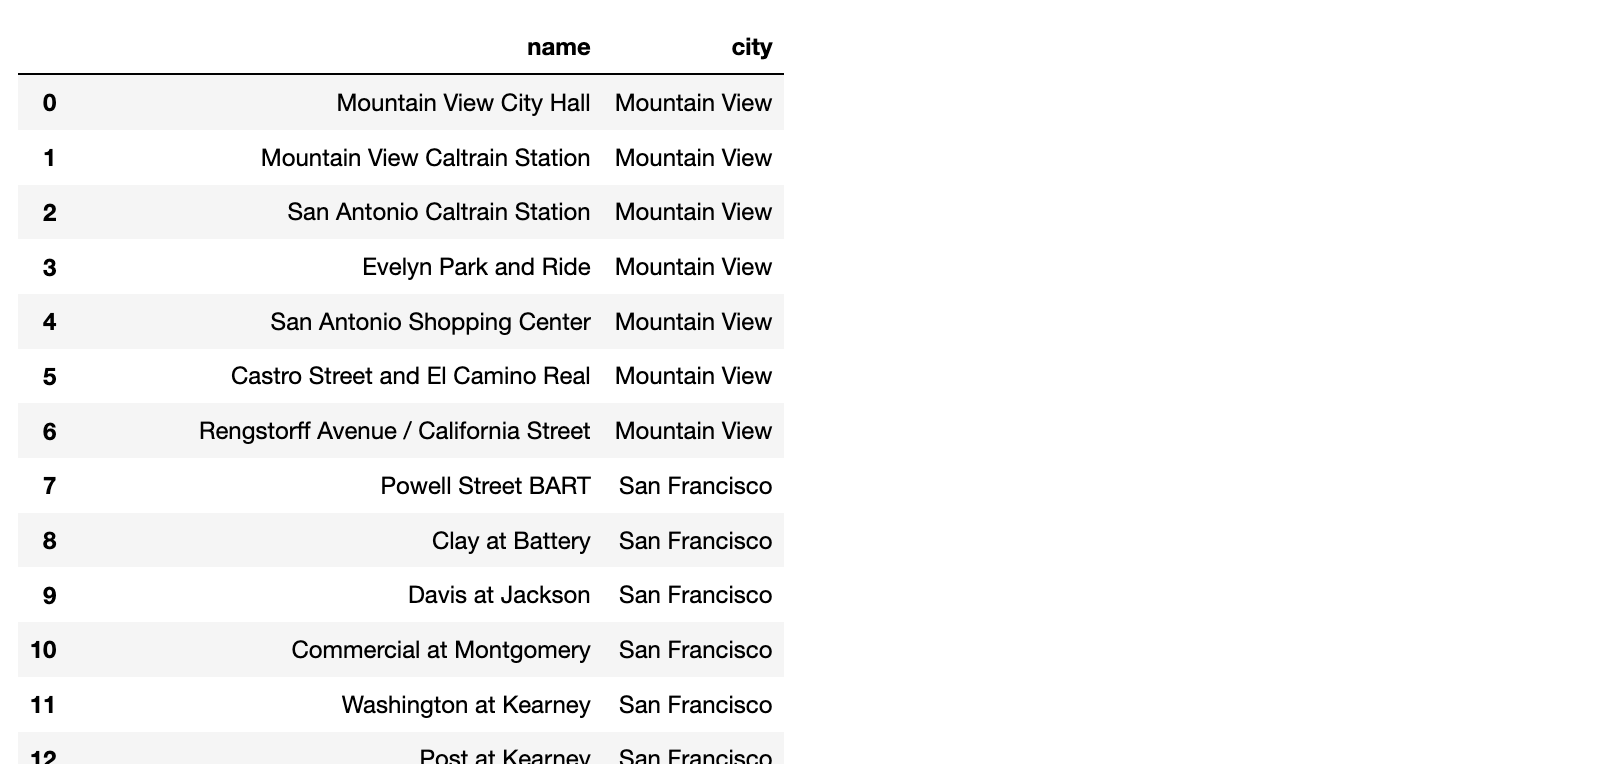 name city
0 Mountain View City Hall Mountain View
1 Mountain View Caltrain Station Mountain View
2 San Antonio Caltrain Station Mountain View
3 Evelyn Park and Ride Mountain View
4 San Antonio Shopping Center Mountain View
5 Castro Street and El Camino Real Mountain View
6 Rengstorff Avenue / California Street Mountain View
7 Powell Street BART San Francisco
8 Clay at Battery San Francisco
9 Davis at Jackson San Francisco
10 Commercial at Montgomery San Francisco
11 Washington at Kearney San Francisco
12 Post at Kearney San Francisco